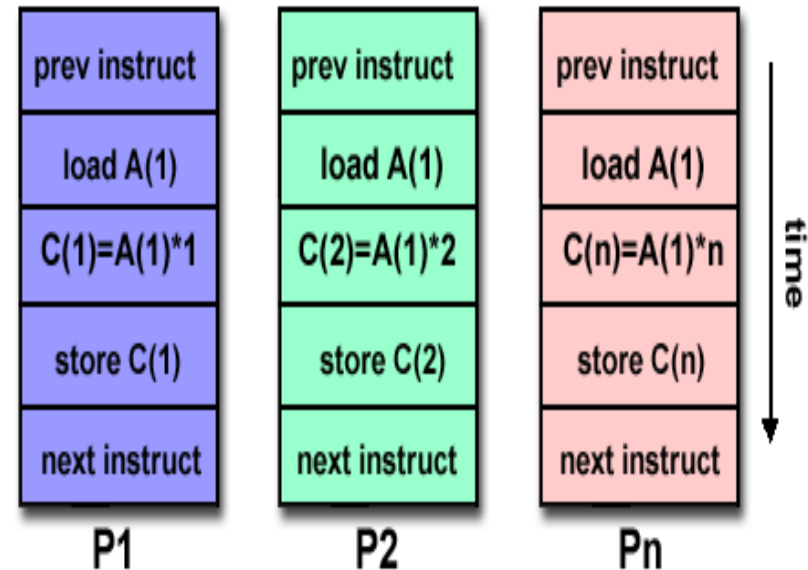 prev instruct
load A(1)
C(1)=A(1)*1
store C(1)
next instruct
P1
prev instruct
load A(1)
C(2)=A(1)*2
store C(2)
next instruct
P2
prev instruct
load A(1)
C(n)=A(1)*n
store C(n)
next instruct
Pn
time